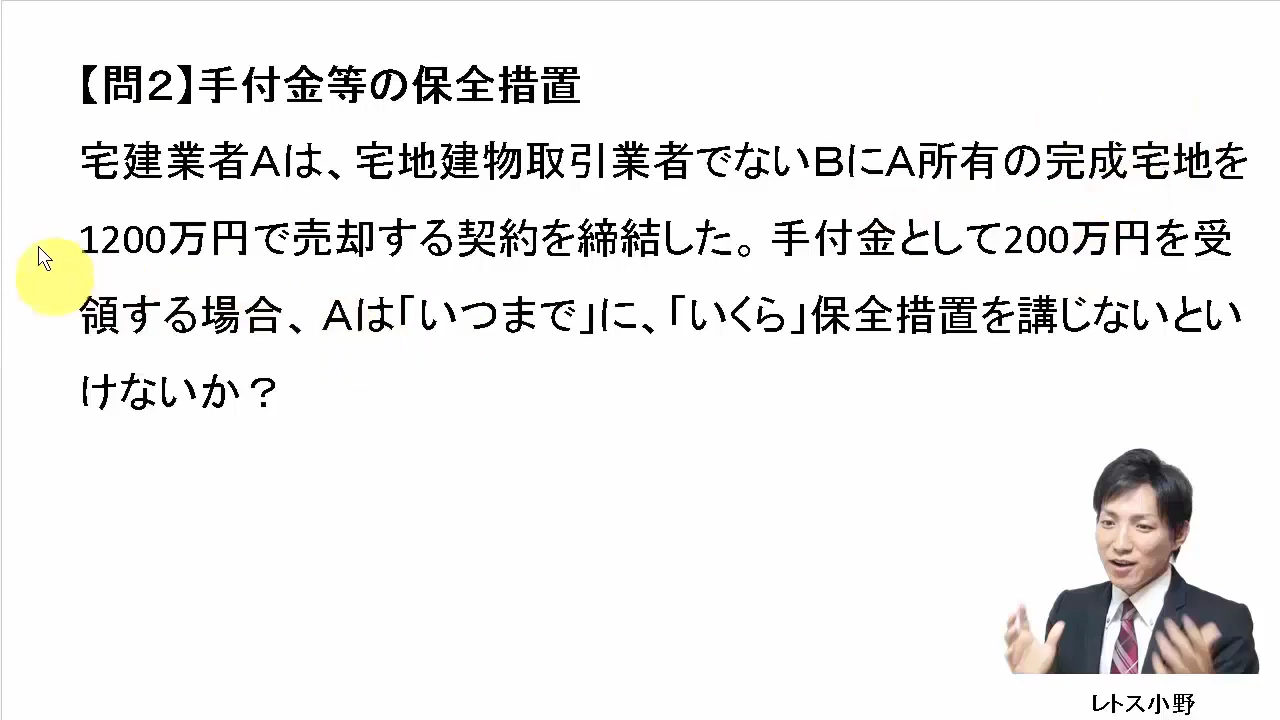 【問２】手付金等の保全措置
宅建業者Ａは、宅地建物取引業者でないＢにＡ所有の完成宅地を
1200万円で売却する契約を締結した。手付金として200万円を受
領する場合、Ａは「いつまで」に、「いくら」保全措置を講じないとい
けないか？
レトス小野